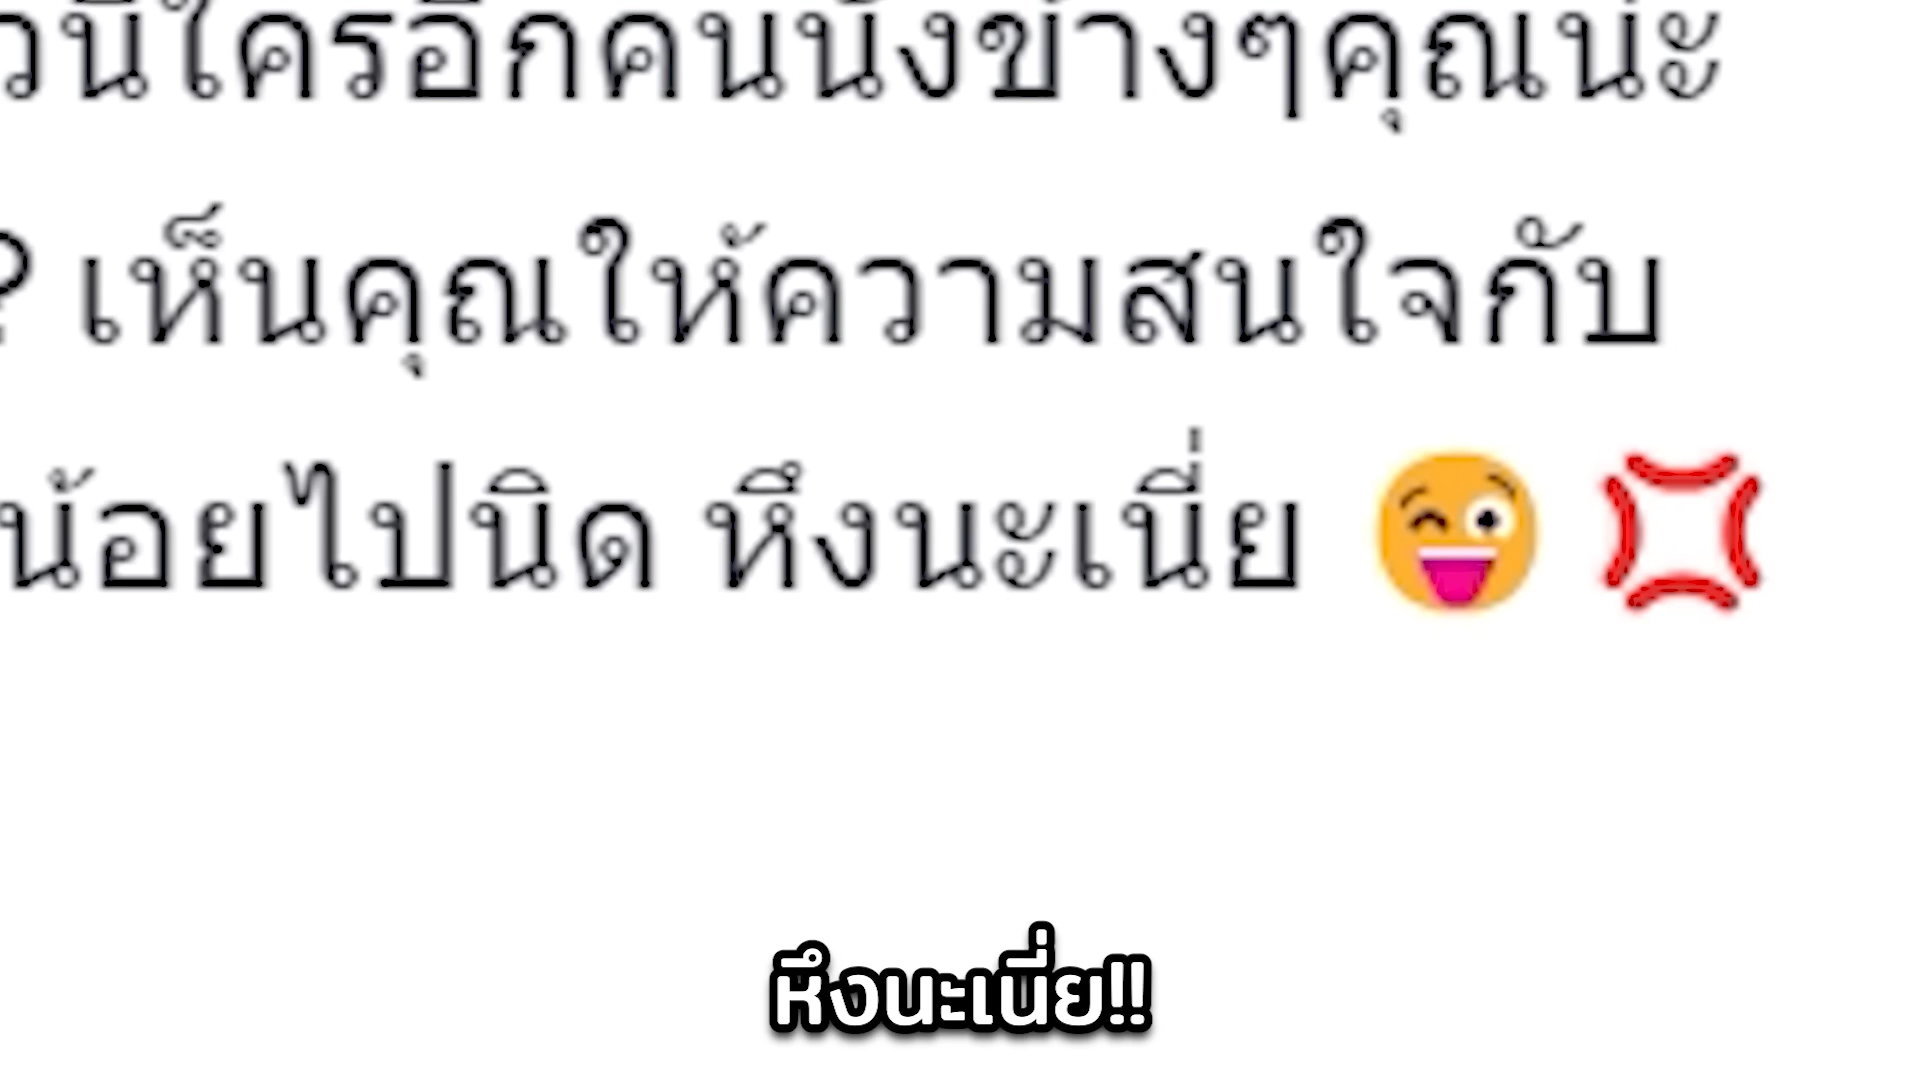 วนี้ใครอีกคนนั่งข้างๆคุณน่ะ
? เห็นคุณให้ความสนใจกับ
น้อยไปนิด หึงนะเนี่ย 😜 💢
หึงนะเนี่ย!!